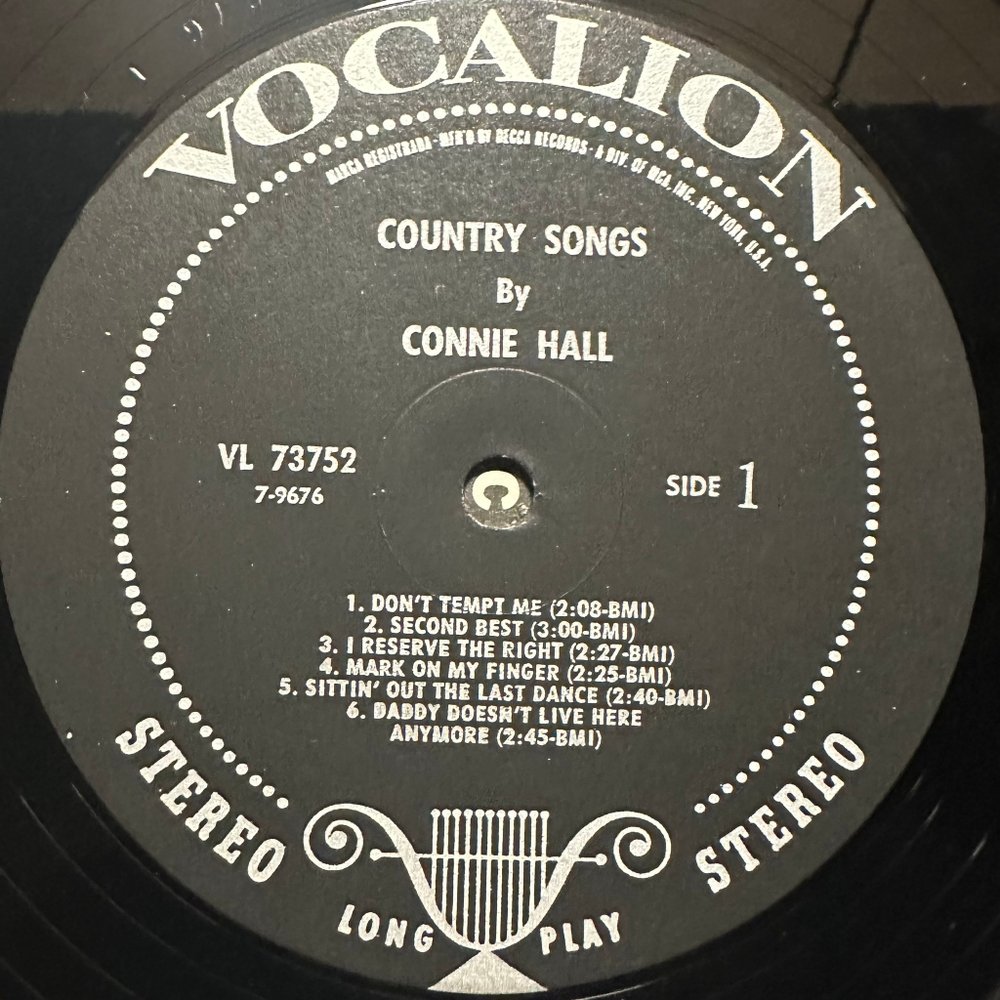 VOCALION
MARCA REGISTRADA - MFR'D BY DECCA RECORDS - A DIV. OF MCA, INC., NEW YORK, U.S.A.
COUNTRY SONGS
By
CONNIE HALL
VL 73752
7-9676
SIDE 1
1. DON'T TEMPT ME (2:08-BMI)
2. SECOND BEST (3:00-BMI)
3. I RESERVE THE RIGHT (2:27-BMI)
4. MARK ON MY FINGER (2:25-BMI)
5. SITTIN' OUT THE LAST DANCE (2:40-BMI)
6. DADDY DOESN'T LIVE HERE
ANYMORE (2:45-BMI)
STEREO
STEREO
LONG PLAY